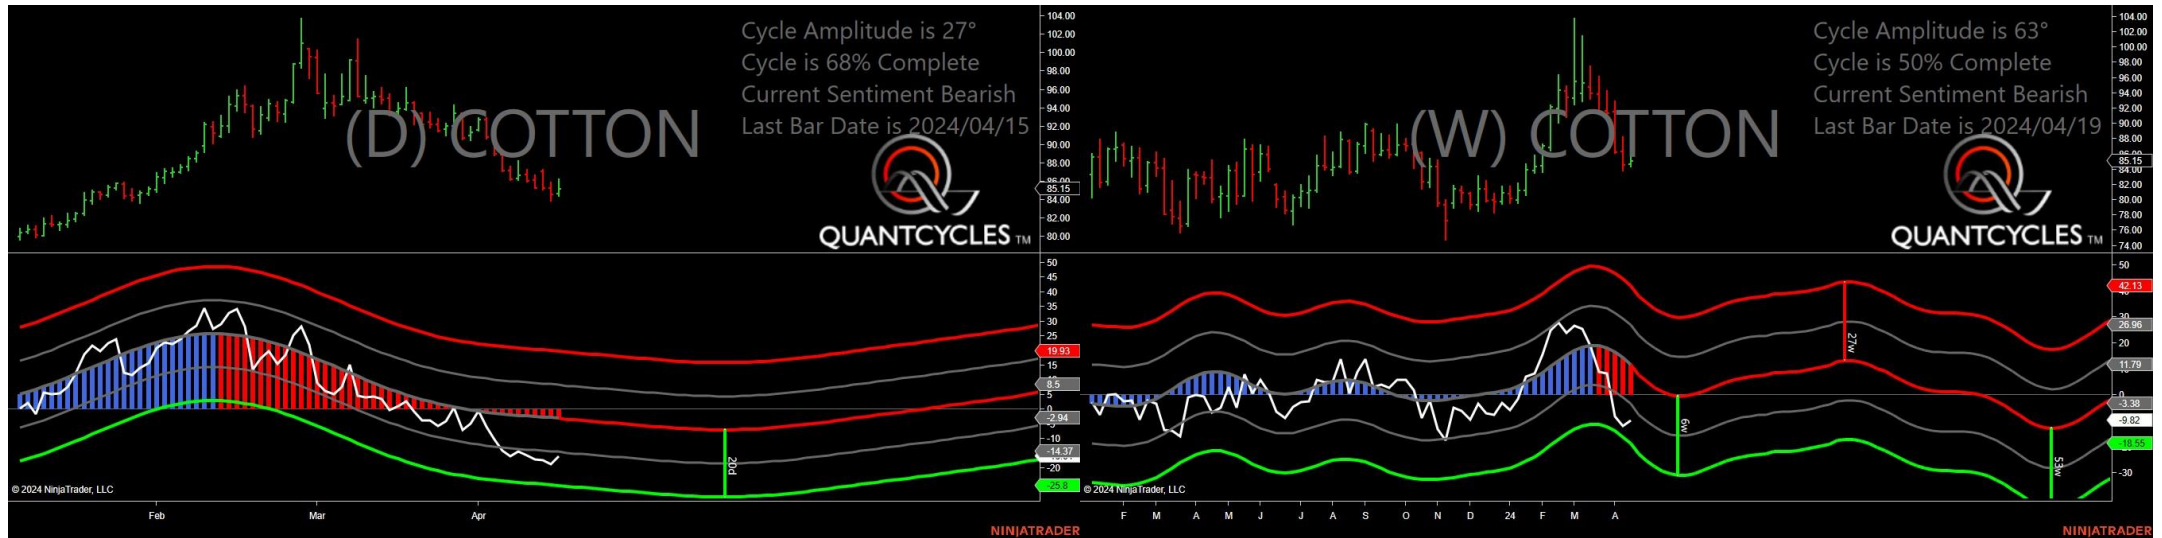 Cycle Amplitude is 27°
Cycle is 68% Complete
Current Sentiment Bearish
Last Bar Date is 2024/04/15
(D) COTTON
QUANTCYCLES TM
104.00
102.00
100.00
98.00
96.00
94.00
92.00
90.00
88.00
85.15
84.00
82.00
80.00
50
45
40
35
30
25
19.93
15
8.5
5
0
-2.94
-10
-14.37
-20
-25.8
20d
© 2024 NinjaTrader, LLC
Feb Mar Apr
NINJATRADER
Cycle Amplitude is 63°
Cycle is 50% Complete
Current Sentiment Bearish
Last Bar Date is 2024/04/19
(W) COTTON
QUANTCYCLES TM
104.00
102.00
100.00
98.00
96.00
94.00
92.00
90.00
88.00
85.15
84.00
82.00
80.00
78.00
76.00
74.00
50
42.13
30
26.96
20
11.79
0
-3.38
-9.82
-18.55
-30
27w
6w
53w
© 2024 NinjaTrader, LLC
F M A M J J A S O N D 24 F M A
NINJATRADER